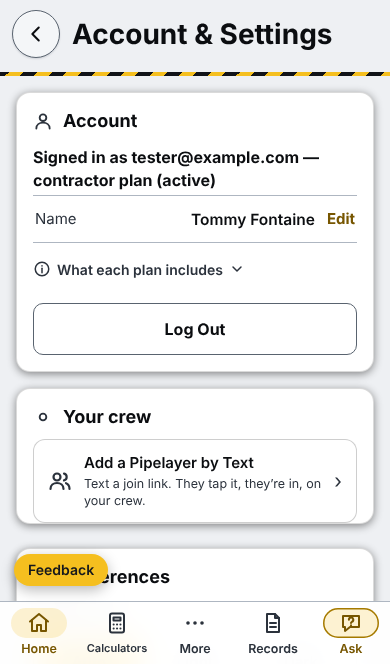 Account & Settings
Account
Signed in as tester@example.com —
contractor plan (active)
Name Tommy Fontaine Edit
What each plan includes
Log Out
Your crew
Add a Pipelayer by Text
Text a join link. They tap it, they’re in, on
your crew.
erences
Feedback
Home Calculators More Records Ask